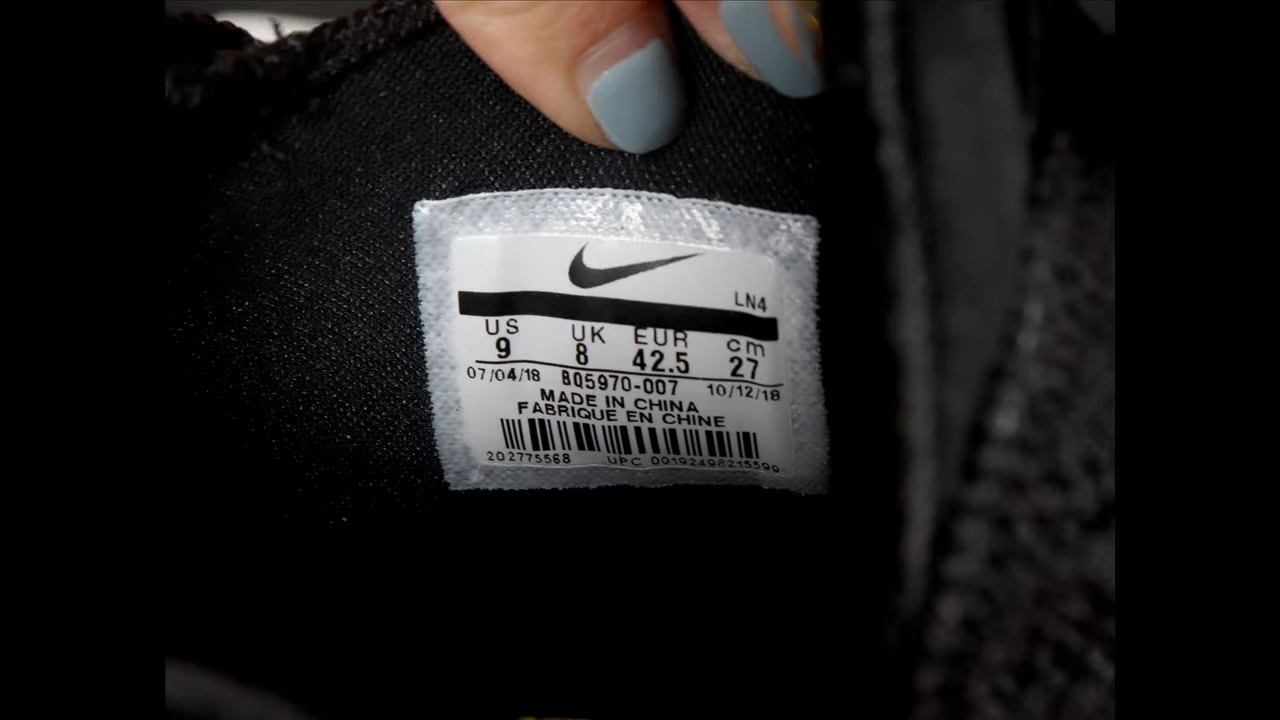 LN4
US UK EUR cm
9 8 42.5 27
07/04/18 BQ5970-007 10/12/18
MADE IN CHINA
FABRIQUE EN CHINE
202775568 UPC 00192498215599